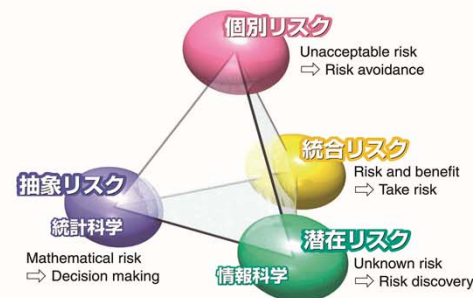 個別リスク
Unacceptable risk
⇨ Risk avoidance
統合リスク
Risk and benefit
⇨ Take risk
抽象リスク
統計科学
Mathematical risk
⇨ Decision making
潜在リスク
情報科学
Unknown risk
⇨ Risk discovery